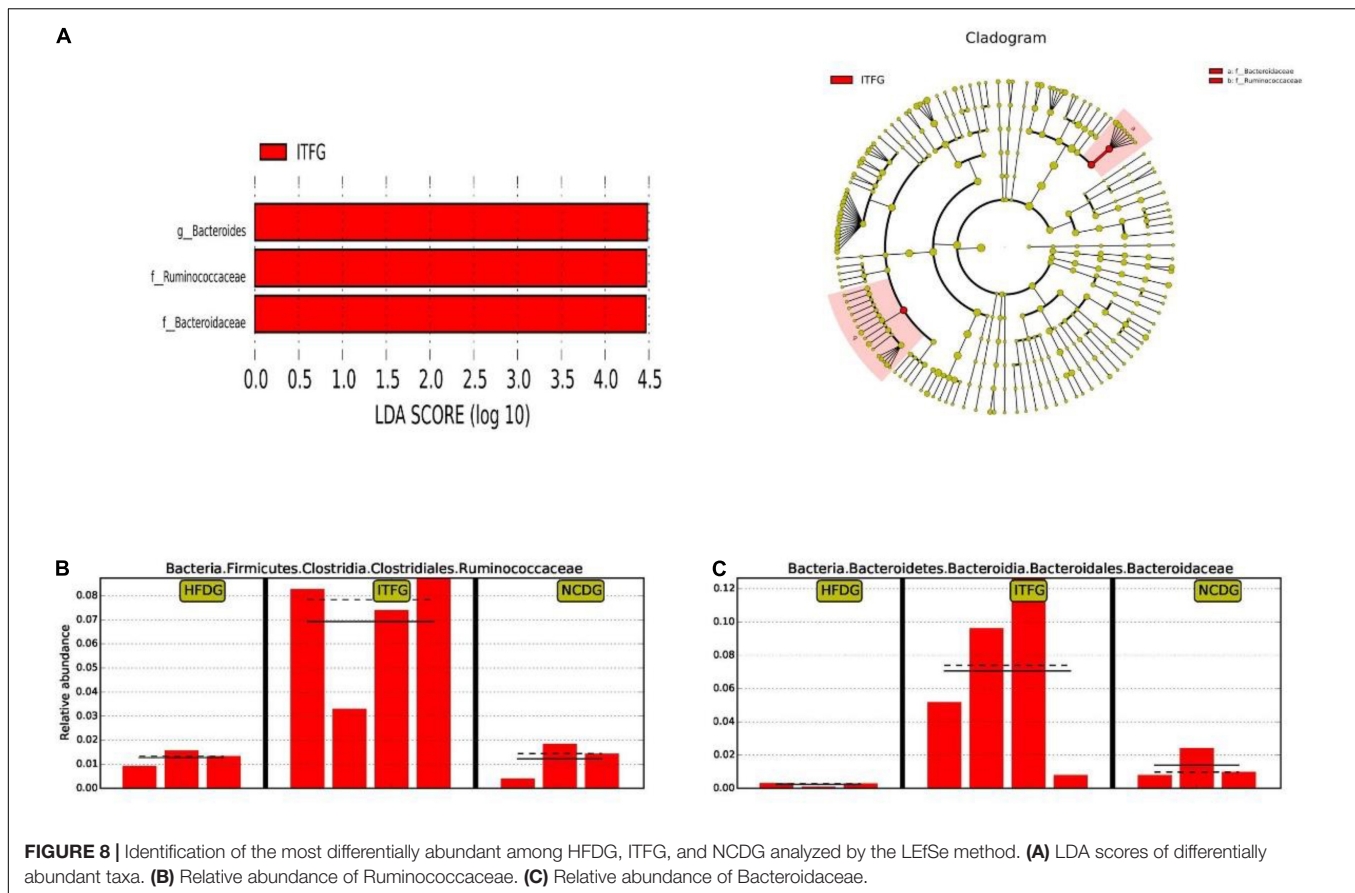 A
ITFG
g_Bacteroides
f_Ruminococcaceae
f_Bacteroidaceae
0.0 0.5 1.0 1.5 2.0 2.5 3.0 3.5 4.0 4.5
LDA SCORE (log 10)
Cladogram
ITFG
a: f_Bacteroidaceae
b: f_Ruminococcaceae
B
Bacteria.Firmicutes.Clostridia.Clostridiales.Ruminococcaceae
HFDG ITFG NCDG
Relative abundance
0.08
0.07
0.06
0.05
0.04
0.03
0.02
0.01
0.00
C
Bacteria.Bacteroidetes.Bacteroidia.Bacteroidales.Bacteroidaceae
HFDG ITFG NCDG
0.12
0.10
0.08
0.06
0.04
0.02
0.00
FIGURE 8 | Identification of the most differentially abundant among HFDG, ITFG, and NCDG analyzed by the LEfSe method. (A) LDA scores of differentially
abundant taxa. (B) Relative abundance of Ruminococcaceae. (C) Relative abundance of Bacteroidaceae.